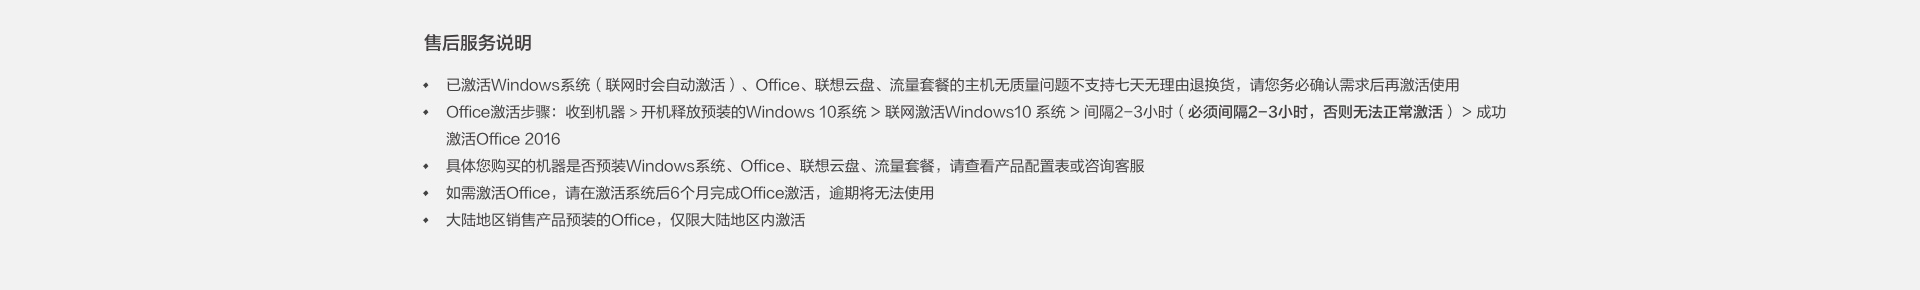 售后服务说明
已激活Windows系统（联网时会自动激活）、Office、联想云盘、流量套餐的主机无质量问题不支持七天无理由退换货，请您务必确认需求后再激活使用
Office激活步骤：收到机器 > 开机释放预装的Windows 10系统 > 联网激活Windows10 系统 > 间隔2-3小时（必须间隔2-3小时，否则无法正常激活）> 成功
激活Office 2016
具体您购买的机器是否预装Windows系统、Office、联想云盘、流量套餐，请查看产品配置表或咨询客服
如需激活Office，请在激活系统后6个月完成Office激活，逾期将无法使用
大陆地区销售产品预装的Office，仅限大陆地区内激活